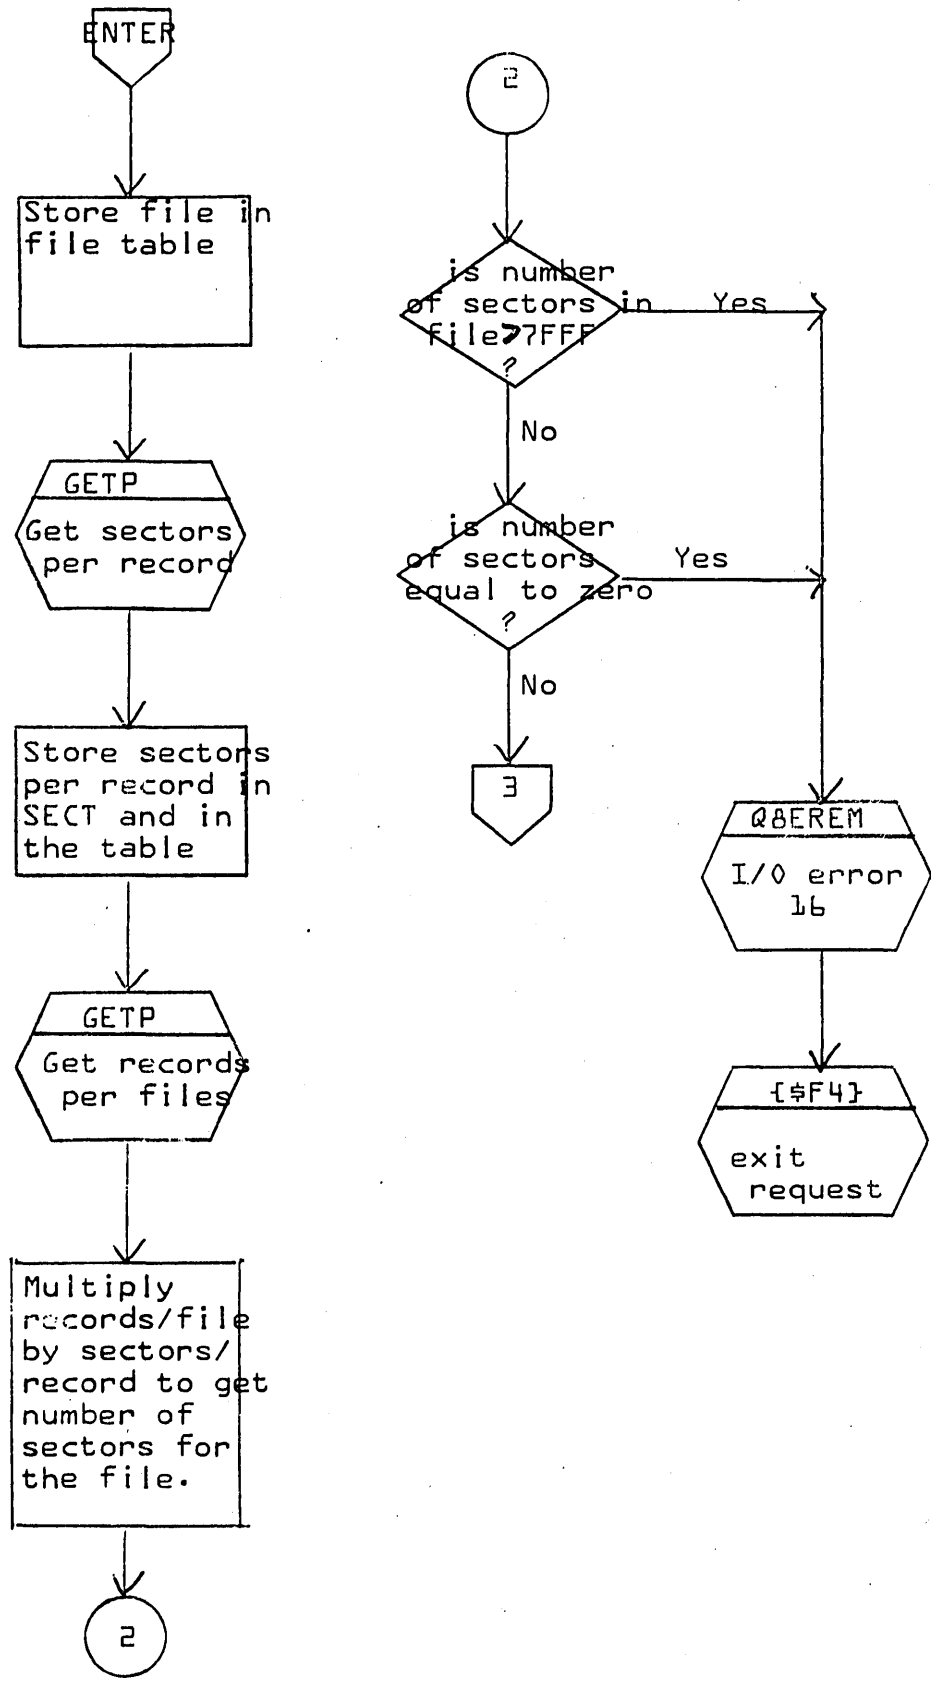 ENTER
Store file in
file table
GETP
Get sectors
per record
Store sectors
per record in
SECT and in
the table
GETP
Get records
per files
Multiply
records/file
by sectors/
record to get
number of
sectors for
the file.
2
2
is number
of sectors in
file>7FFF
?
Yes
No
is number
of sectors
equal to zero
?
Yes
No
3
Q8EREM
I/O error
16
{$F4}
exit
request